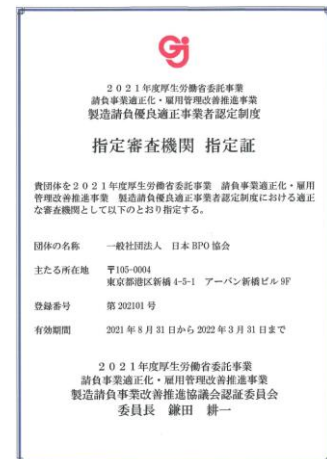 Gj
2021年度厚生労働省委託事業
請負事業適正化・雇用管理改善推進事業
製造請負優良適正事業者認定制度
指定審査機関 指定証
貴団体を2021年度厚生労働省委託事業 請負事業適正化・雇用
管理改善推進事業 製造請負優良適正事業者認定制度における適正
な審査機関として以下のとおり指定する。
団体の名称 一般社団法人 日本BPO協会
主たる所在地 〒105-0004
東京都港区新橋4-5-1 アーバン新橋ビル9F
登録番号 第202101号
有効期間 2021年8月31日から2022年3月31日まで
2021年度厚生労働省委託事業
請負事業適正化・雇用管理改善推進事業
製造請負事業改善推進協議会認証委員会
委員長 鎌田 耕一